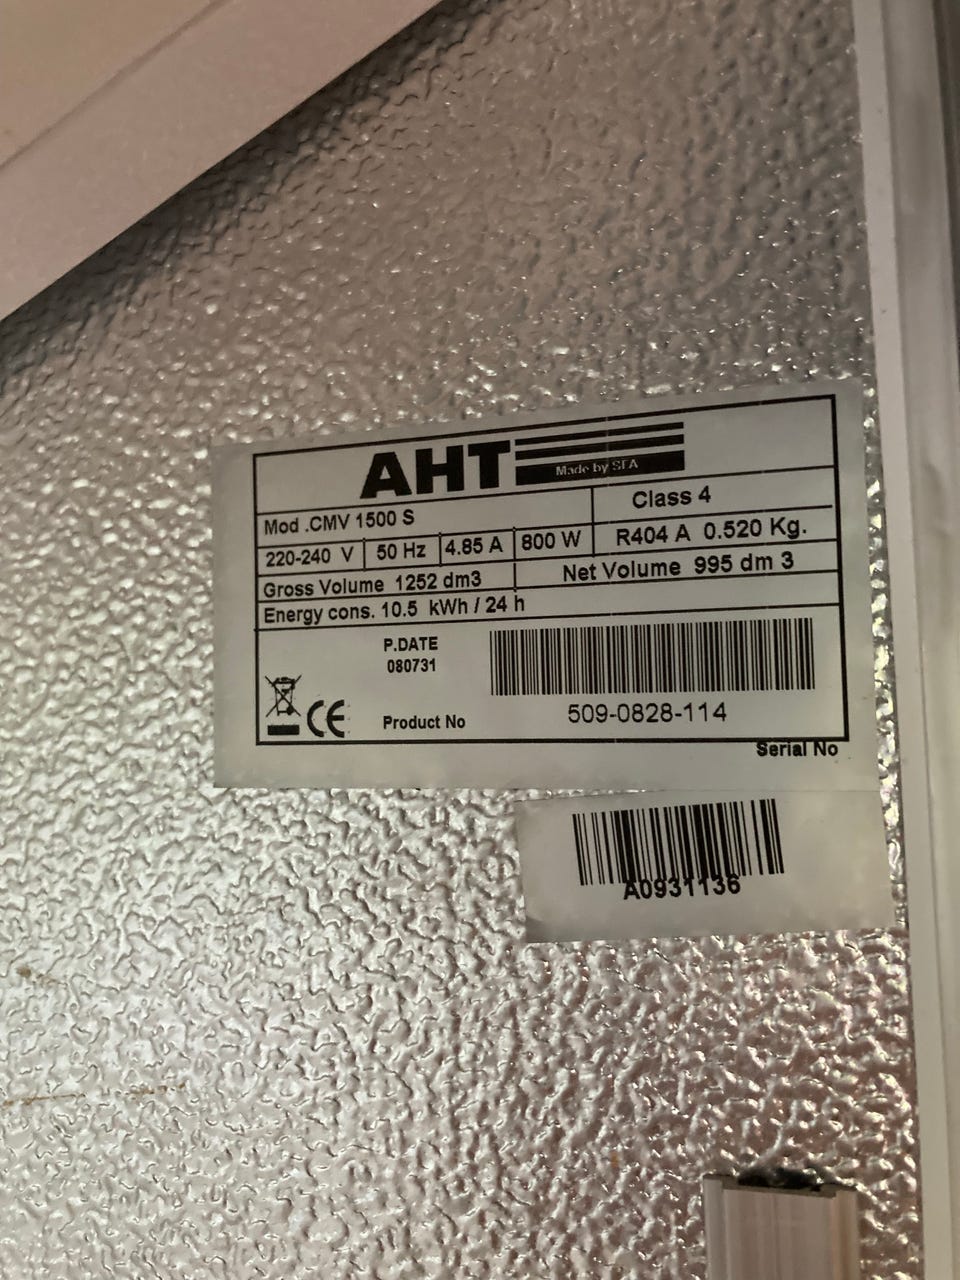 AHT
Made by SFA
Mod .CMV 1500 S
Class 4
220-240 V 50 Hz 4.85 A 800 W
R404 A 0.520 Kg.
Gross Volume 1252 dm3
Net Volume 995 dm 3
Energy cons. 10.5 kWh / 24 h
P.DATE
080731
CE
Product No
509-0828-114
Serial No
A0931136